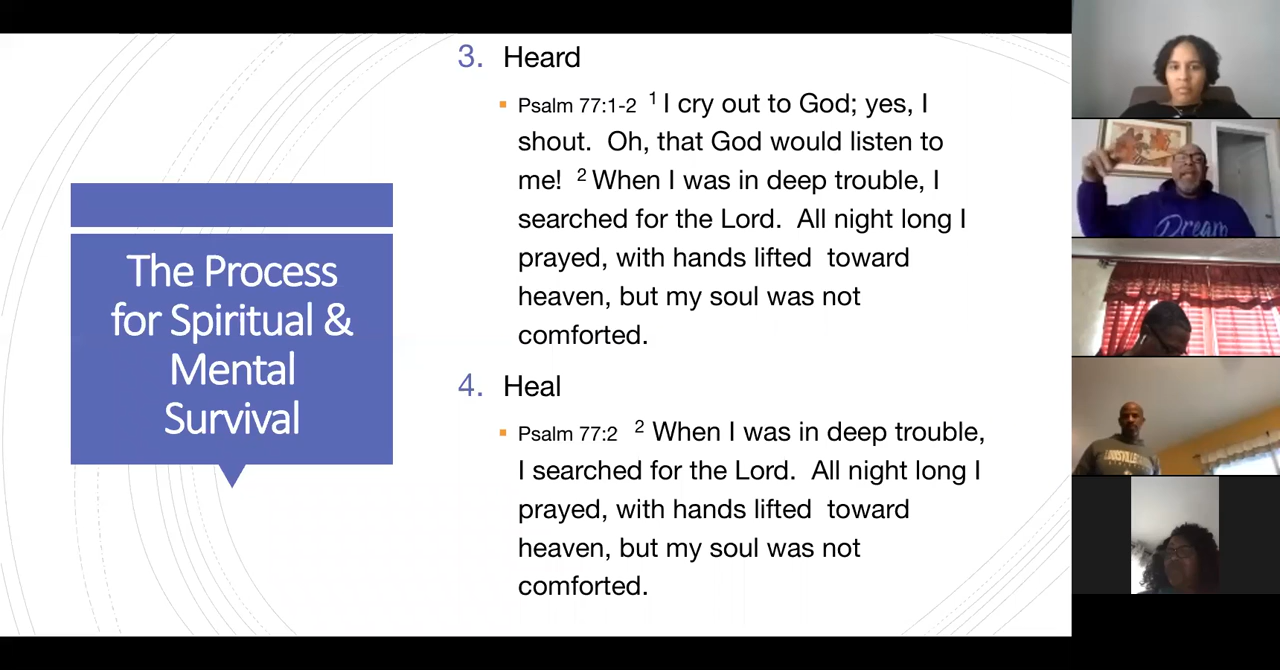 The Process
for Spiritual &
Mental
Survival
3. Heard
▪ Psalm 77:1-2 ¹ I cry out to God; yes, I
shout. Oh, that God would listen to
me! ² When I was in deep trouble, I
searched for the Lord. All night long I
prayed, with hands lifted toward
heaven, but my soul was not
comforted.
4. Heal
▪ Psalm 77:2 ² When I was in deep trouble,
I searched for the Lord. All night long I
prayed, with hands lifted toward
heaven, but my soul was not
comforted.
Dream
LOUISVILLE